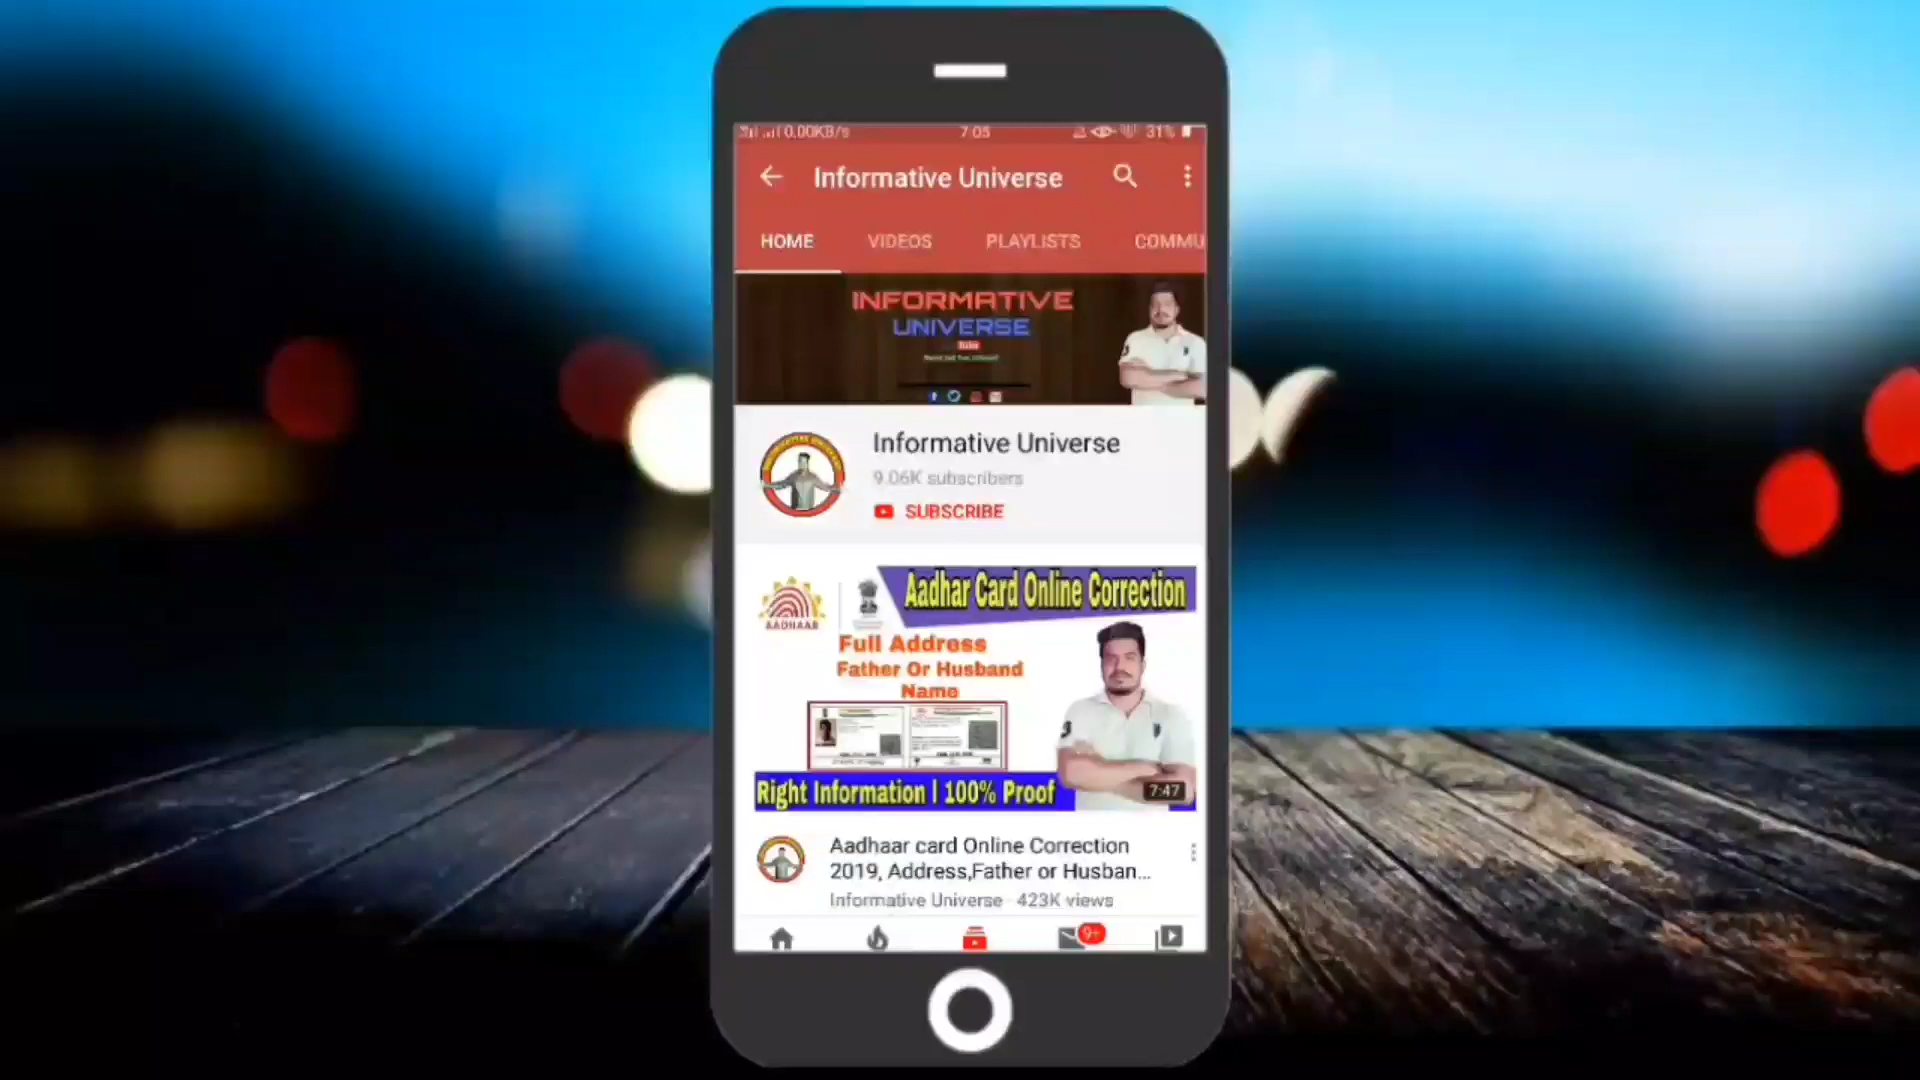 0.00KB/s 7:05 31%
Informative Universe
HOME VIDEOS PLAYLISTS COMMU
INFORMATIVE
UNIVERSE
Informative Universe
9.06K subscribers
SUBSCRIBE
Aadhar Card Online Correction
AADHAAR
Full Address
Father Or Husband
Name
Right Information | 100% Proof
7:47
Aadhaar card Online Correction
2019, Address,Father or Husban...
Informative Universe · 423K views
9+